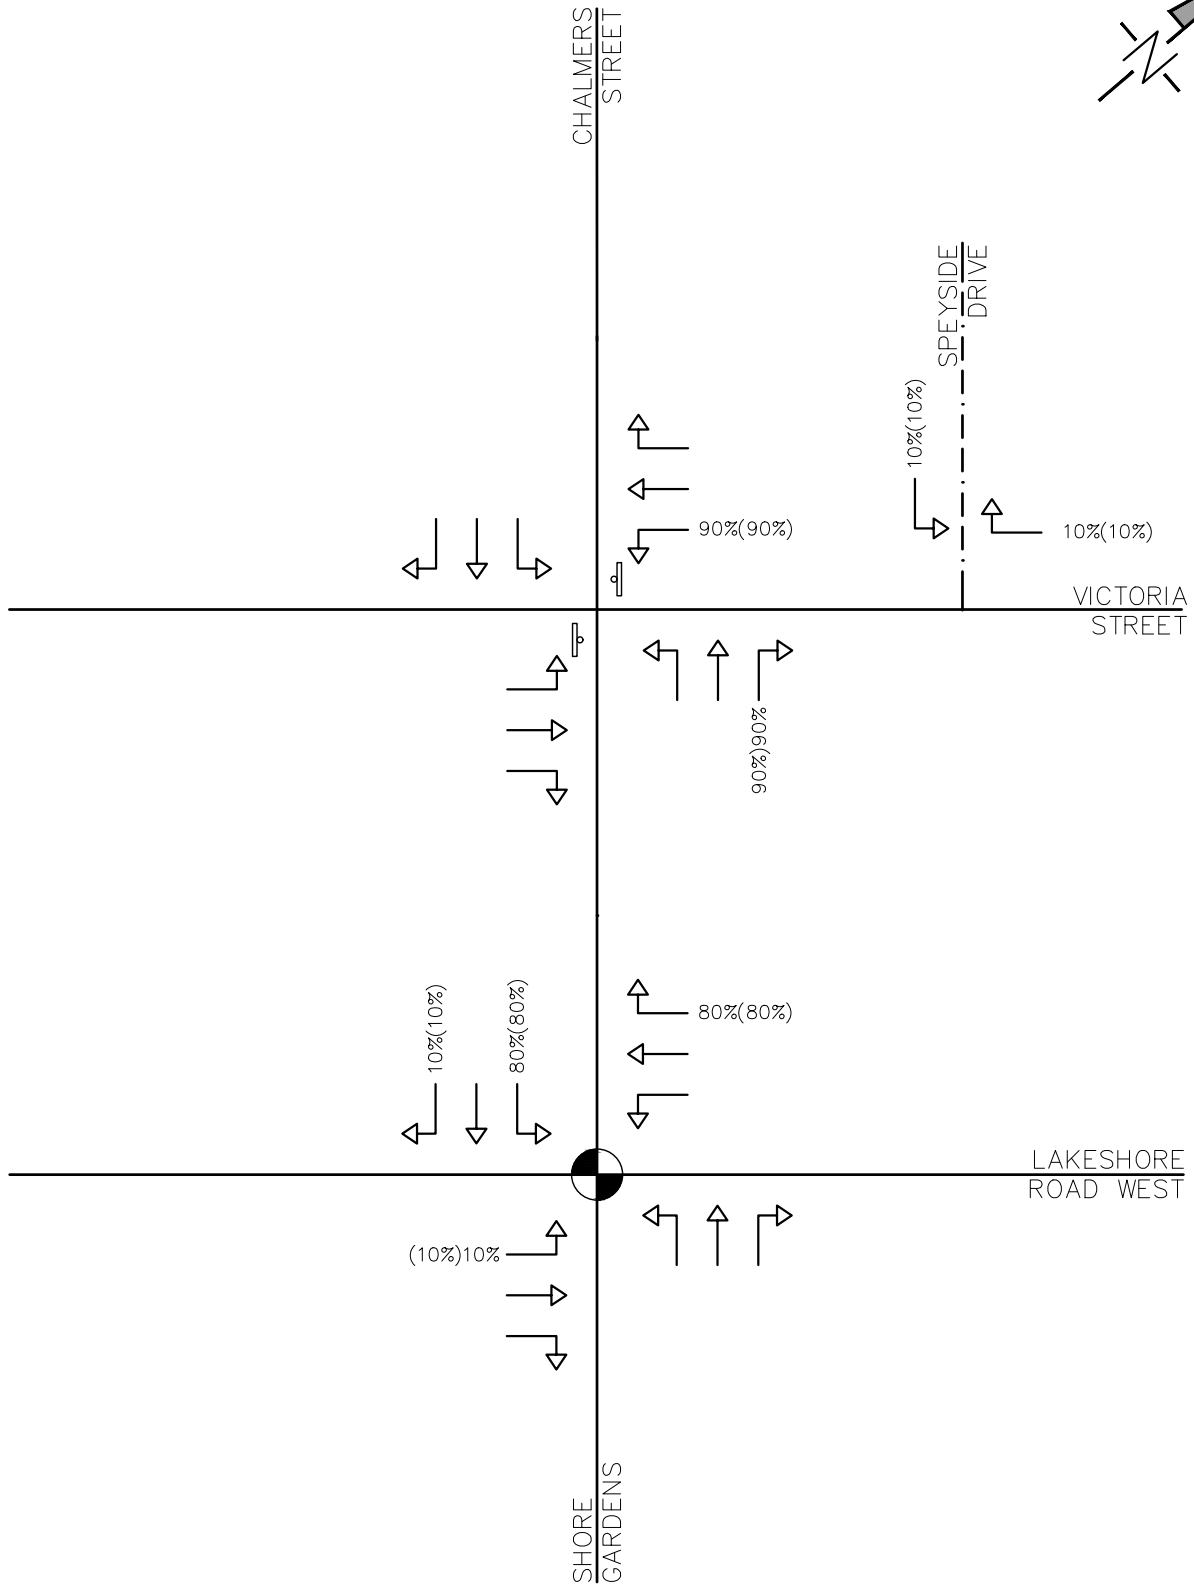 CHALMERS
STREET
N
SPEYSIDE
DRIVE
10%(10%)
90%(90%)
10%(10%)
VICTORIA
STREET
90%)90%
10%(10%)
80%(80%)
80%(80%)
LAKESHORE
ROAD WEST
(10%)10%
SHORE
GARDENS